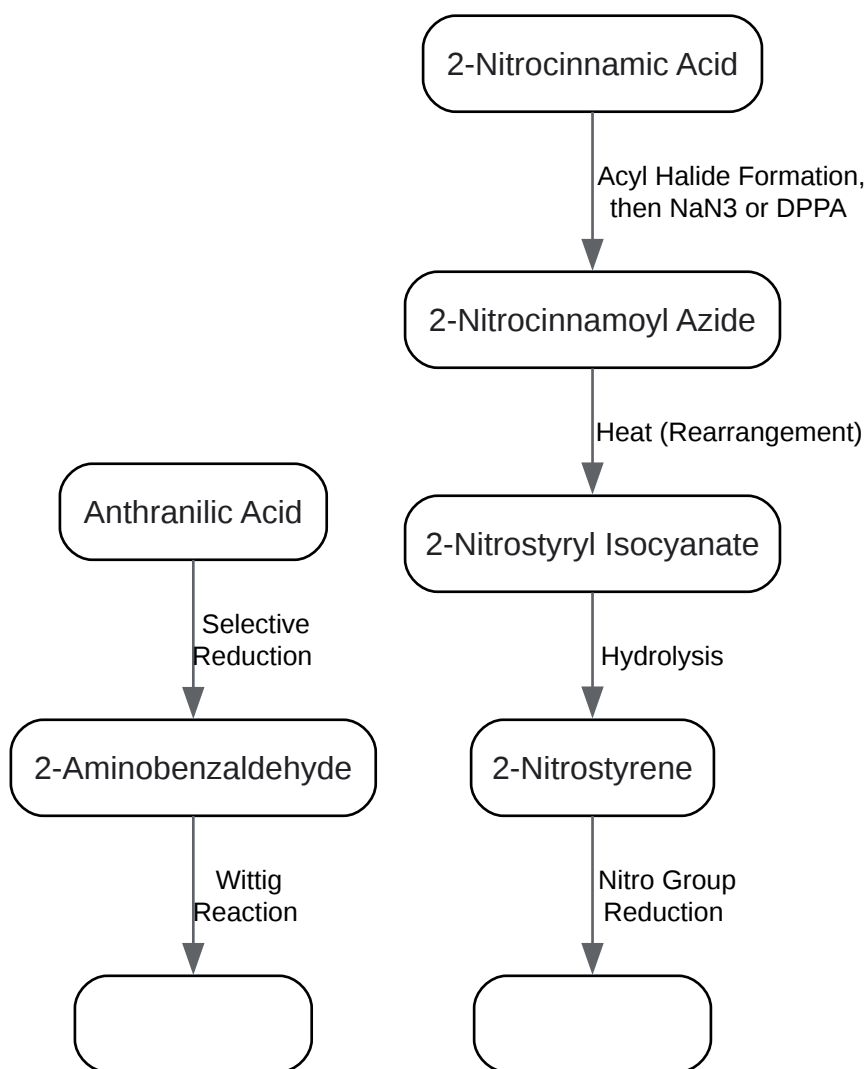 2-Nitrocinnamic Acid
Acyl Halide Formation,
then NaN3 or DPPA
2-Nitrocinnamoyl Azide
Heat (Rearrangement)
Anthranilic Acid
2-Nitrostyryl Isocyanate
Selective
Reduction
Hydrolysis
2-Aminobenzaldehyde
2-Nitrostyrene
Wittig
Reaction
Nitro Group
Reduction